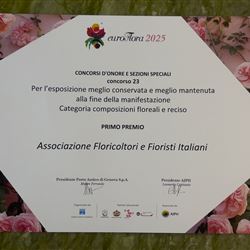 euroflora 2025
CONCORSI D'ONORE E SEZIONI SPECIALI
concorso 23
Per l'esposizione meglio conservata e meglio mantenuta
alla fine della manifestazione
Categoria composizioni floreali e reciso
PRIMO PREMIO
Associazione Floricoltori e Fioristi Italiani
Presidente Porto Antico di Genova S.p.A.
Presidente AIPH